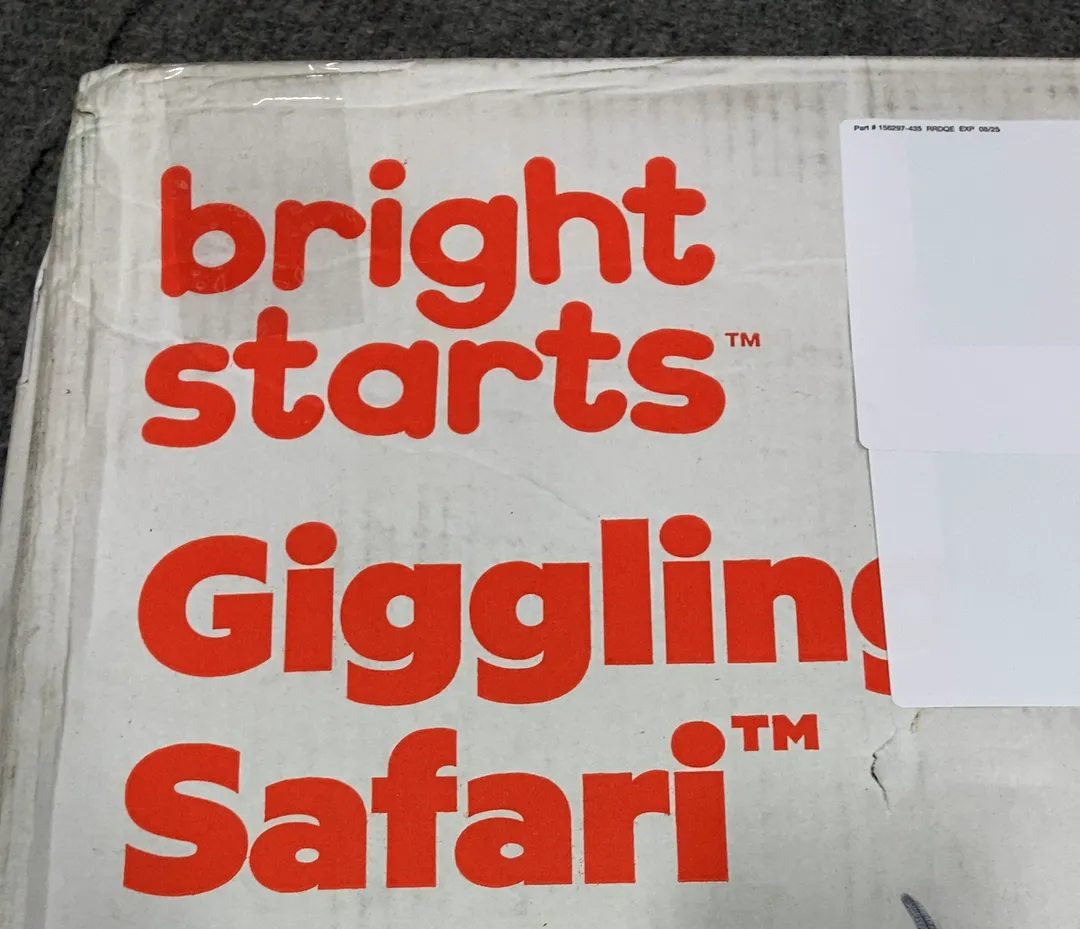 Part # 156297-435 RRDQE EXP 08/25
bright
starts™
Giggling
Safari™